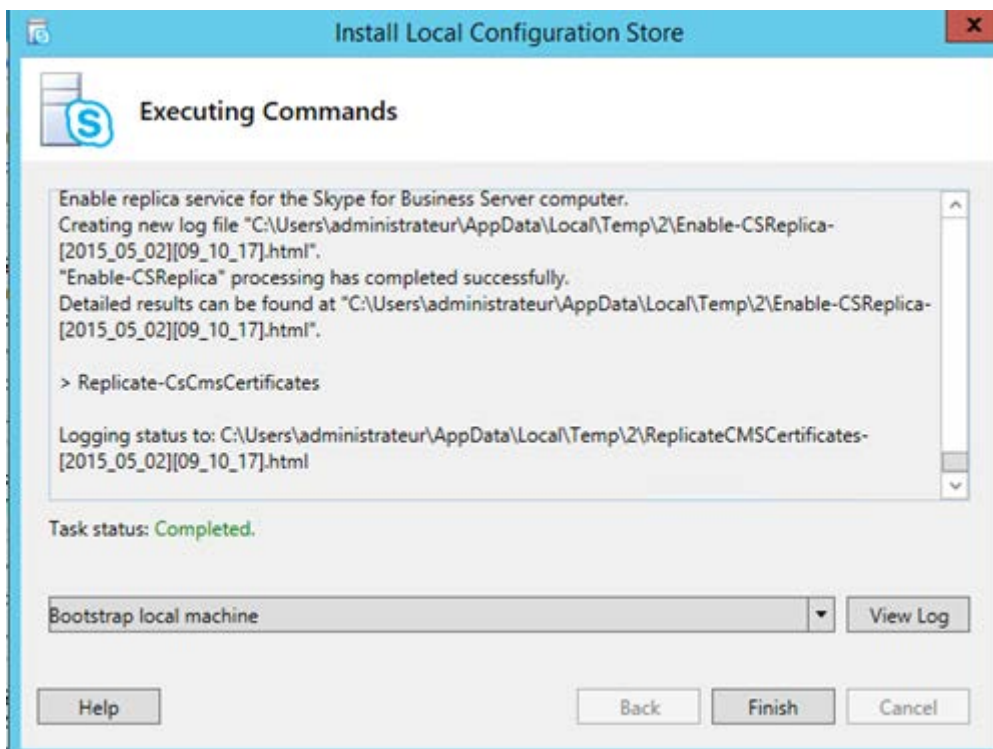 Install Local Configuration Store
x
S
Executing Commands
Enable replica service for the Skype for Business Server computer.
Creating new log file "C:\Users\administrateur\AppData\Local\Temp\2\Enable-CSReplica-
[2015_05_02][09_10_17].html".
"Enable-CSReplica" processing has completed successfully.
Detailed results can be found at "C:\Users\administrateur\AppData\Local\Temp\2\Enable-CSReplica-
[2015_05_02][09_10_17].html".
> Replicate-CsCmsCertificates
Logging status to: C:\Users\administrateur\AppData\Local\Temp\2\ReplicateCMSCertificates-
[2015_05_02][09_10_17].html
Task status: Completed.
Bootstrap local machine
View Log
Help
Back
Finish
Cancel